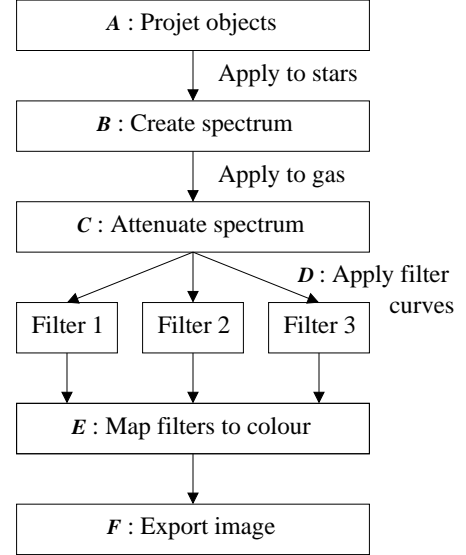 A : Projet objects
Apply to stars
B : Create spectrum
Apply to gas
C : Attenuate spectrum
D : Apply filter
curves
Filter 1
Filter 2
Filter 3
E : Map filters to colour
F : Export image